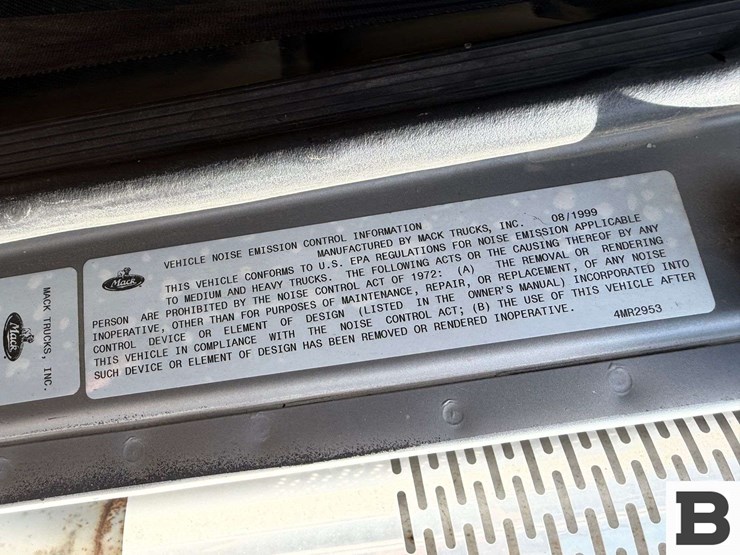 VEHICLE NOISE EMISSION CONTROL INFORMATION
MANUFACTURED BY MACK TRUCKS, INC. 08/1999
THIS VEHICLE CONFORMS TO U.S. EPA REGULATIONS FOR NOISE EMISSION APPLICABLE
TO MEDIUM AND HEAVY TRUCKS. THE FOLLOWING ACTS OR THE CAUSING THEREOF BY ANY
PERSON ARE PROHIBITED BY THE NOISE CONTROL ACT OF 1972: (A) THE REMOVAL OR RENDERING
INOPERATIVE, OTHER THAN FOR PURPOSES OF MAINTENANCE, REPAIR, OR REPLACEMENT, OF ANY NOISE
CONTROL DEVICE OR ELEMENT OF DESIGN (LISTED IN THE OWNER'S MANUAL) INCORPORATED INTO
THIS VEHICLE IN COMPLIANCE WITH THE NOISE CONTROL ACT; (B) THE USE OF THIS VEHICLE AFTER
SUCH DEVICE OR ELEMENT OF DESIGN HAS BEEN REMOVED OR RENDERED INOPERATIVE. 4MR2953
Mack
Mack
MACK TRUCKS, INC.
B